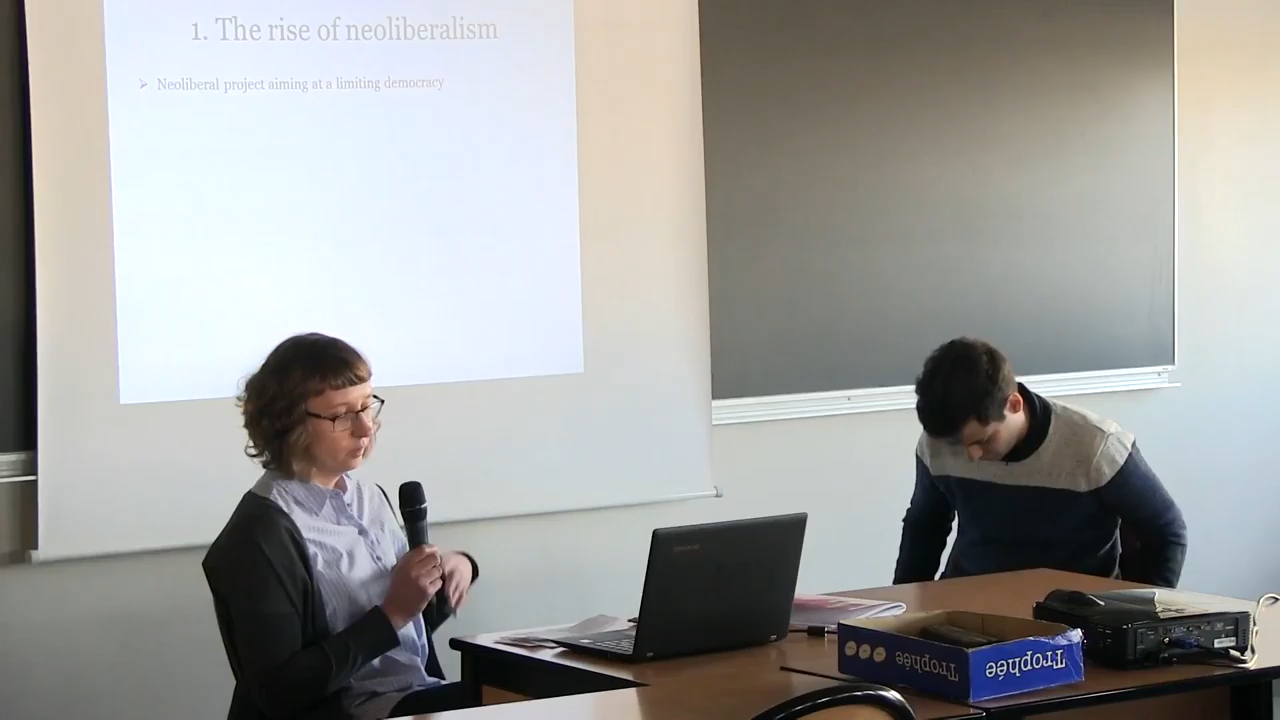 1. The rise of neoliberalism
➢ Neoliberal project aiming at a limiting democracy
Trophée
Trophée